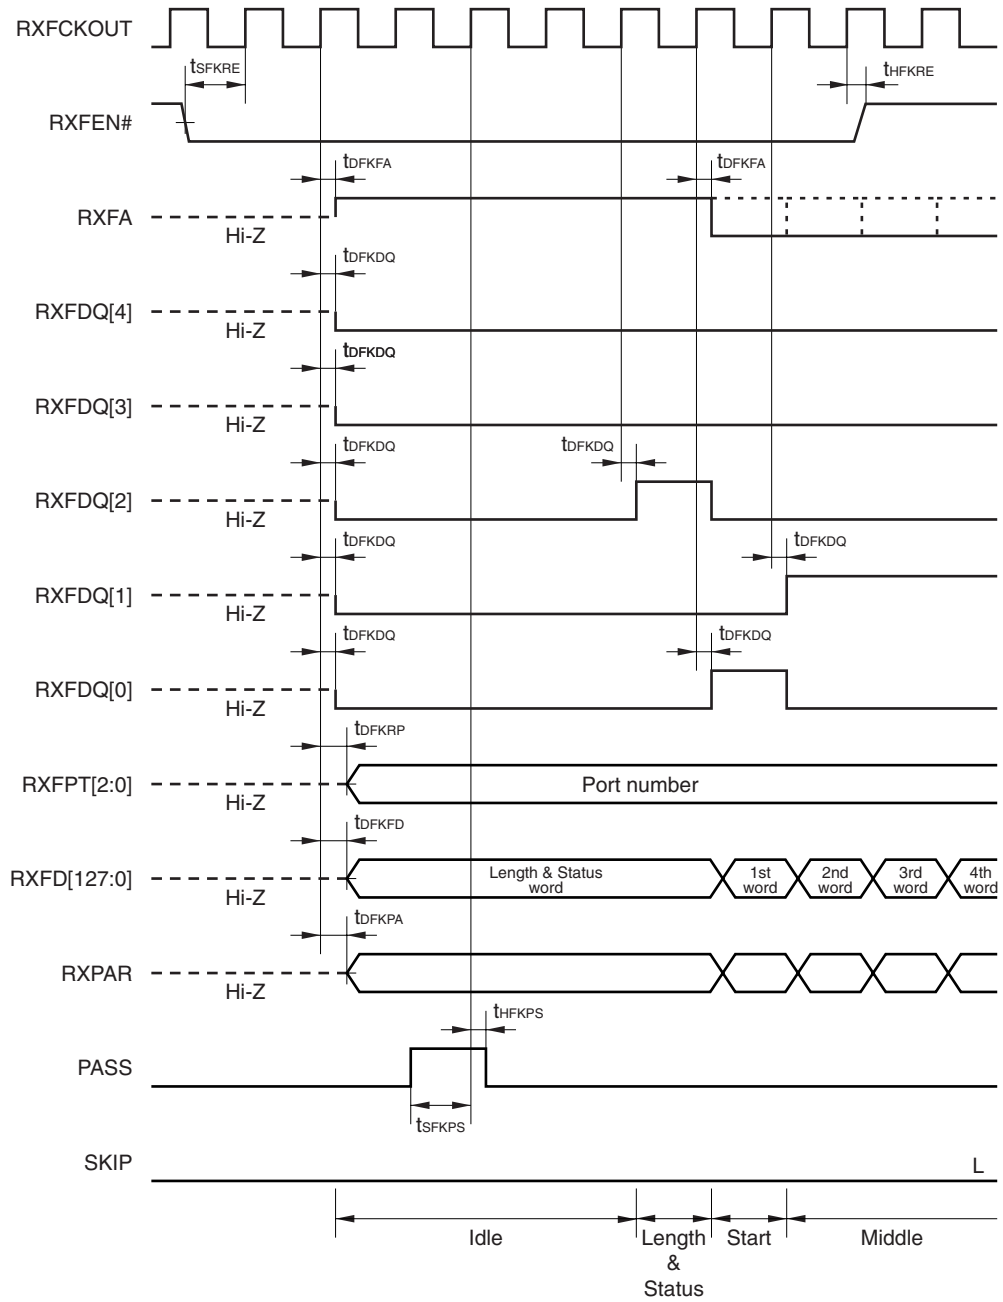 RXFCKOUT
tSFKRE
tHFKRE
RXFEN#
tDFKFA
tDFKFA
RXFA
Hi-Z
tDFKDQ
RXFDQ[4]
Hi-Z
tDFKDQ
RXFDQ[3]
Hi-Z
tDFKDQ
tDFKDQ
RXFDQ[2]
Hi-Z
tDFKDQ
tDFKDQ
RXFDQ[1]
Hi-Z
tDFKDQ
tDFKDQ
RXFDQ[0]
Hi-Z
tDFKRP
RXFPT[2:0]
Port number
Hi-Z
tDFKFD
RXFD[127:0]
Length & Status
word
1st
word
2nd
word
3rd
word
4th
word
Hi-Z
tDFKPA
RXPAR
Hi-Z
tHFKPS
PASS
tSFKPS
SKIP
L
Idle
Length
&
Status
Start
Middle